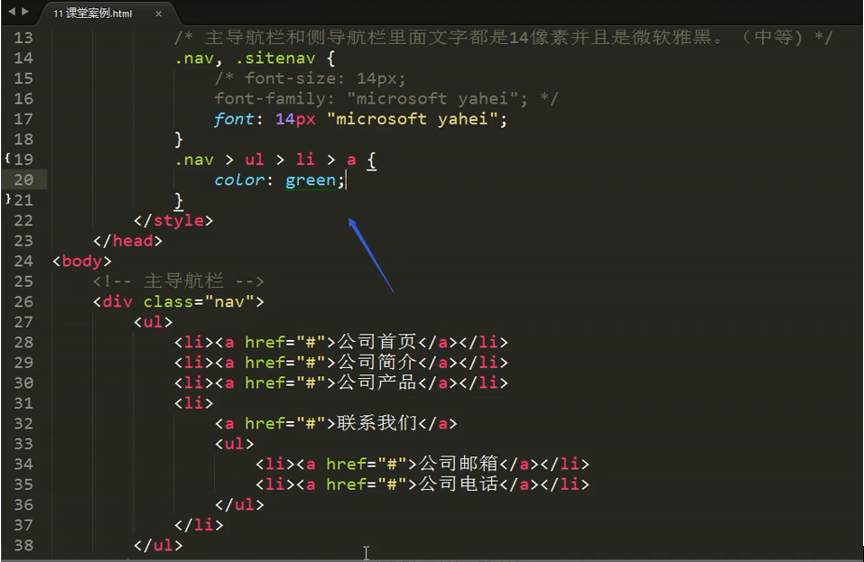 11 课堂案例.html ×
13 /* 主导航栏和侧导航栏里面文字都是14像素并且是微软雅黑。（中等) */
14 .nav, .sitenav {
15 /* font-size: 14px;
16 font-family: "microsoft yahei"; */
17 font: 14px "microsoft yahei";
18 }
{ 19 .nav > ul > li > a {
20 color: green;
} 21 }
22 </style>
23 </head>
24 <body>
25 <!-- 主导航栏 -->
26 <div class="nav">
27 <ul>
28 <li><a href="#">公司首页</a></li>
29 <li><a href="#">公司简介</a></li>
30 <li><a href="#">公司产品</a></li>
31 <li>
32 <a href="#">联系我们</a>
33 <ul>
34 <li><a href="#">公司邮箱</a></li>
35 <li><a href="#">公司电话</a></li>
36 </ul>
37 </li>
38 </ul>